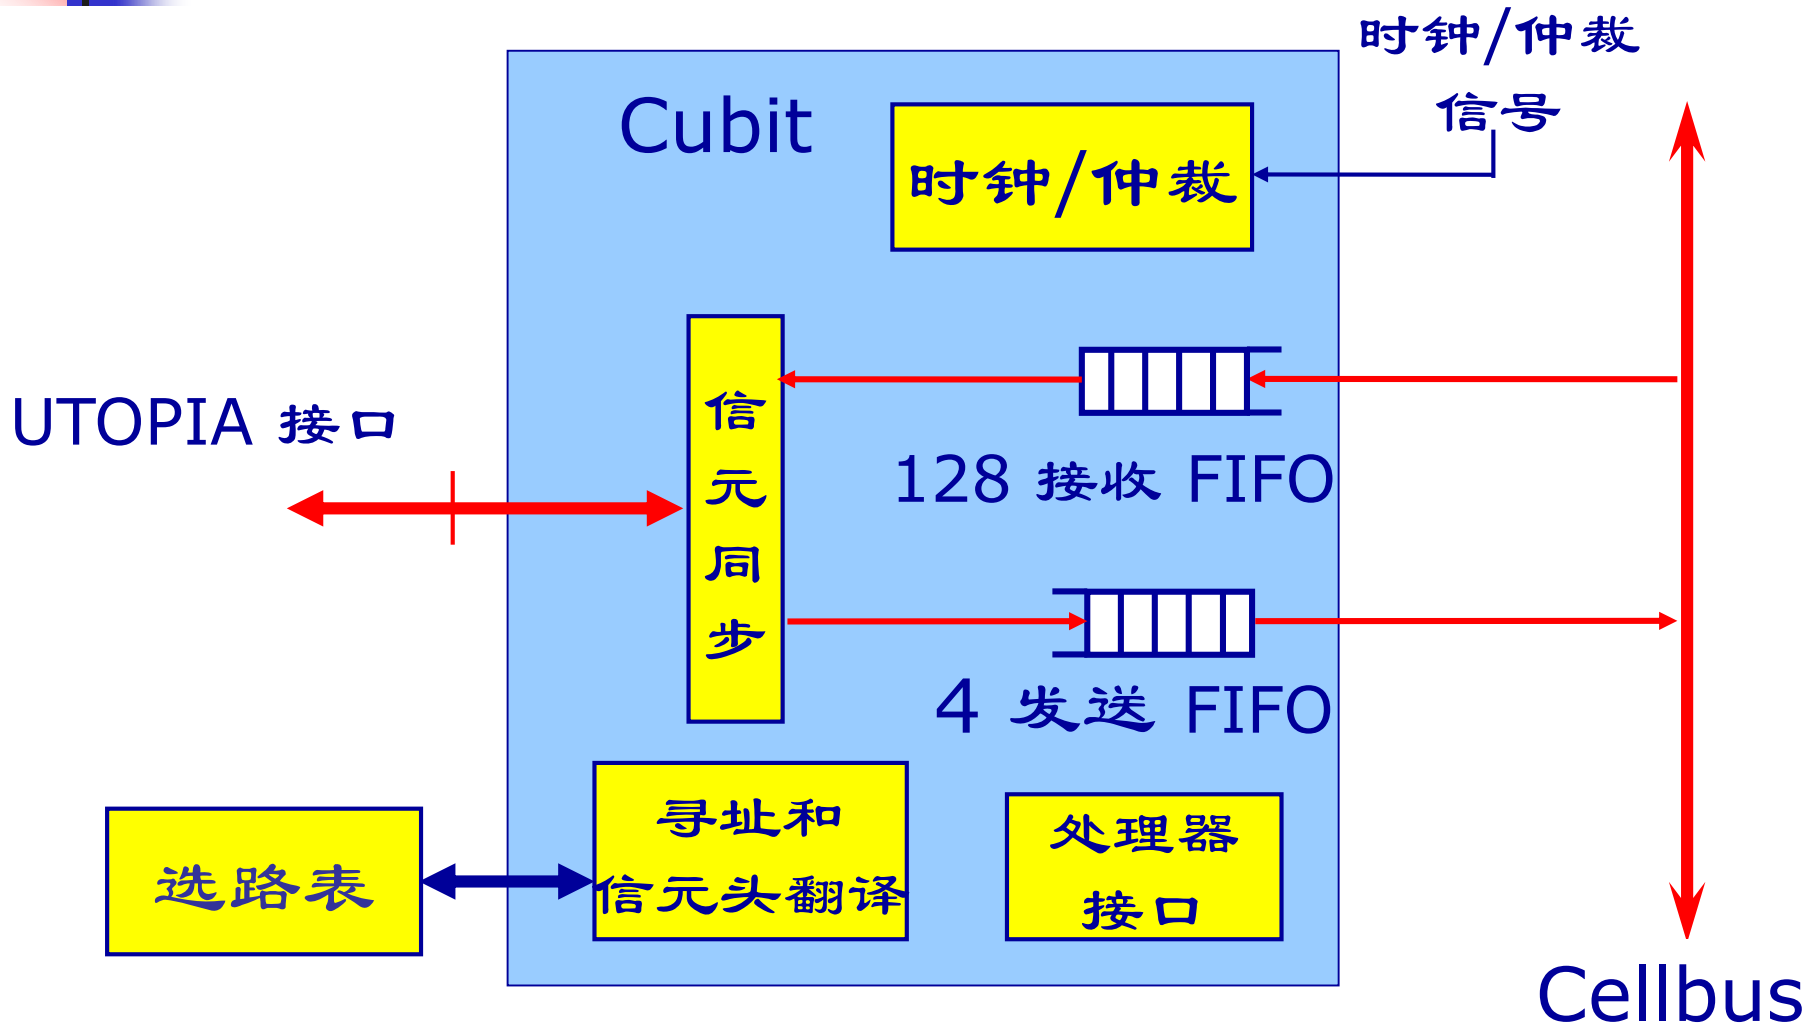 时钟/仲裁
信号
Cubit
时钟/仲裁
UTOPIA 接口
信
元
同
步
128 接收 FIFO
4 发送 FIFO
选路表
寻址和
信元头翻译
处理器
接口
Cellbus